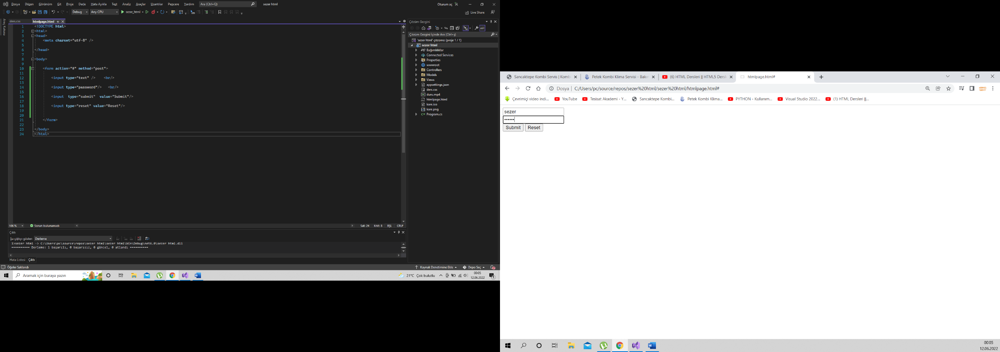 Dosya Düzen Görünüm Git Proje Derle Hata Ayıkla Test Analiz Araçlar Uzantılar Pencere Yardım Ara (Ctrl+Q) sezer html Oturum aç
Debug Any CPU sezer_html Live Share
Araç Kutusu
ders.css htmlpage.html
1 <!DOCTYPE html>
2 <html>
3 <head>
4 <meta charset="utf-8" />
5
6 </head>
7
8 <body>
9
10 <form action="#" method="post">
11
12 <input type="text" /> <br/>
13
14 <input type="password"/> <br/>
15
16 <input type="submit" value="Submit"/>
17
18 <input type="reset" value="Reset"/>
19
20
21 </form>
22
23 </body>
24 </html>
106 % Sorun bulunamadı Sat: 24 Krkt: 8 BŞL CRLF
Çıktı
Şu çıktıyı göster: Derleme
1>sezer html -> C:\Users\pc\source\repos\sezer html\sezer html\bin\Debug\net6.0\sezer html.dll
========== Derleme: 1 başarılı, 0 başarısız, 0 güncel, 0 atlandı ==========
Hata Listesi Çıktı
Öğeler Saklandı Kaynak Denetimine Ekle Depo Seç 2
Çözüm Gezgini
Çözüm Gezgini İçinde Ara (Ctrl+ş)
'sezer html' çözümü (proje 1 / 1)
sezer html
Bağımlılıklar
Connected Services
Properties
wwwroot
Controllers
Models
Views
appsettings.json
ders.css
duru.mp4
htmlpage.html
kare.ico
kare.png
C# Program.cs
Aramak için buraya yazın
21°C Çok bulutlu
00:05
12.06.2022
1
Sancaktepe Kombi Servis | Kombi Petek Kombi Klima Servisi - Bakım (6) HTML Dersleri || HTML5 Dersle htmlpage.html#
Dosya | C:/Users/pc/source/repos/sezer%20html/sezer%20html/htmlpage.html#
Çevrimiçi video indi... YouTube Tesisat Akademi - Y... Sancaktepe Kombi... Petek Kombi Klima... PYTHON - Kullanım... Visual Studio 2022... (1) HTML Dersleri ||...
sezer
••••••
Submit Reset
00:05
12.06.2022